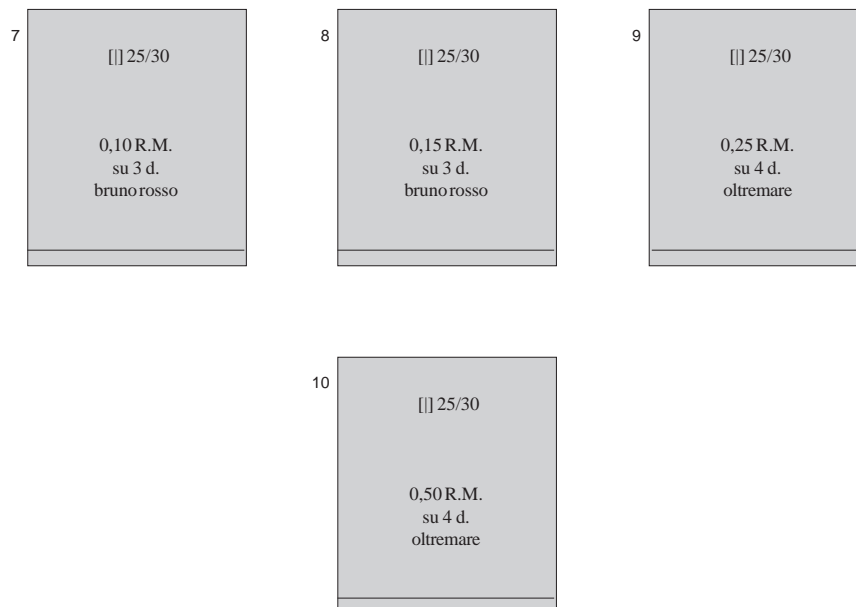 7
[|] 25/30
0,10 R.M.
su 3 d.
bruno rosso
8
[|] 25/30
0,15 R.M.
su 3 d.
bruno rosso
9
[|] 25/30
0,25 R.M.
su 4 d.
oltremare
10
[|] 25/30
0,50 R.M.
su 4 d.
oltremare